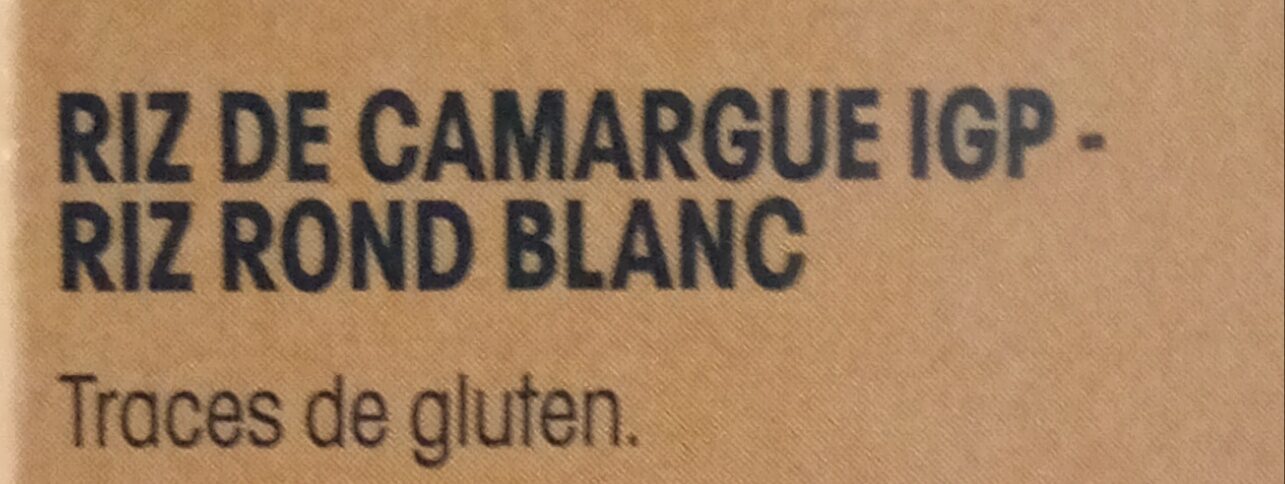 RIZ DE CAMARGUE IGP -
RIZ ROND BLANC
Traces de gluten.